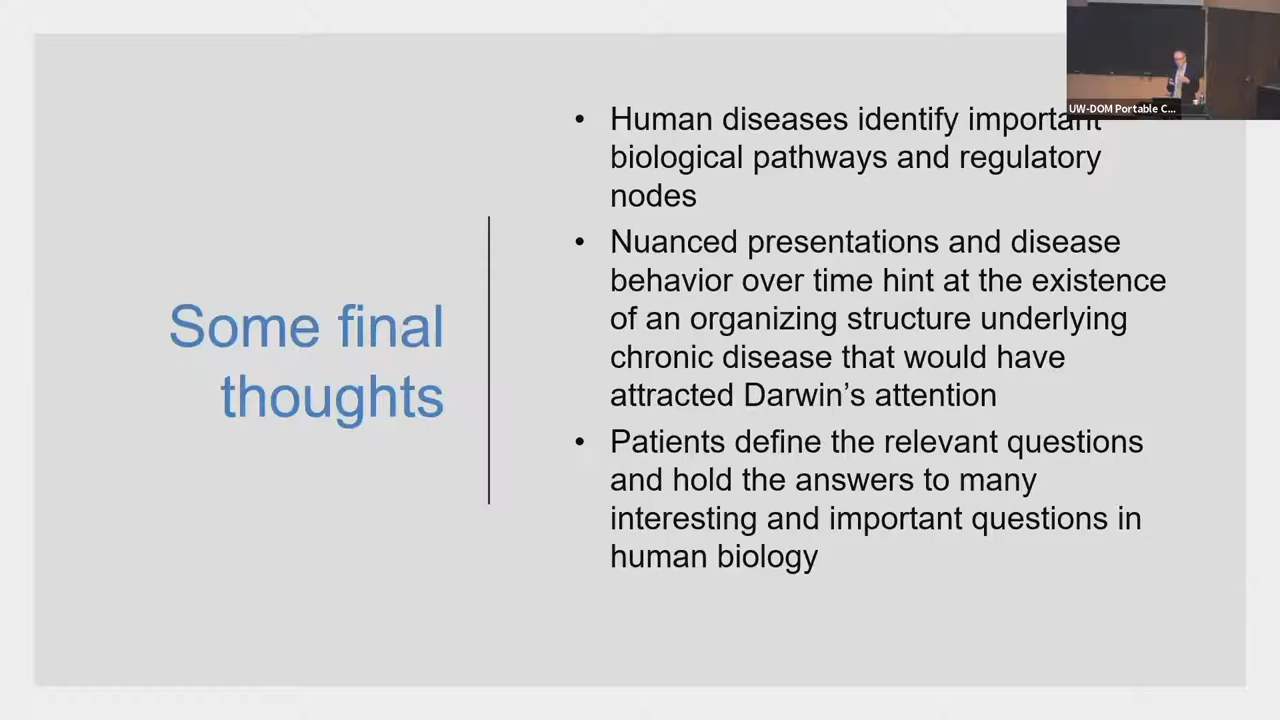 UW-DOM Portable C...
Some final
thoughts
• Human diseases identify important
biological pathways and regulatory
nodes
• Nuanced presentations and disease
behavior over time hint at the existence
of an organizing structure underlying
chronic disease that would have
attracted Darwin’s attention
• Patients define the relevant questions
and hold the answers to many
interesting and important questions in
human biology